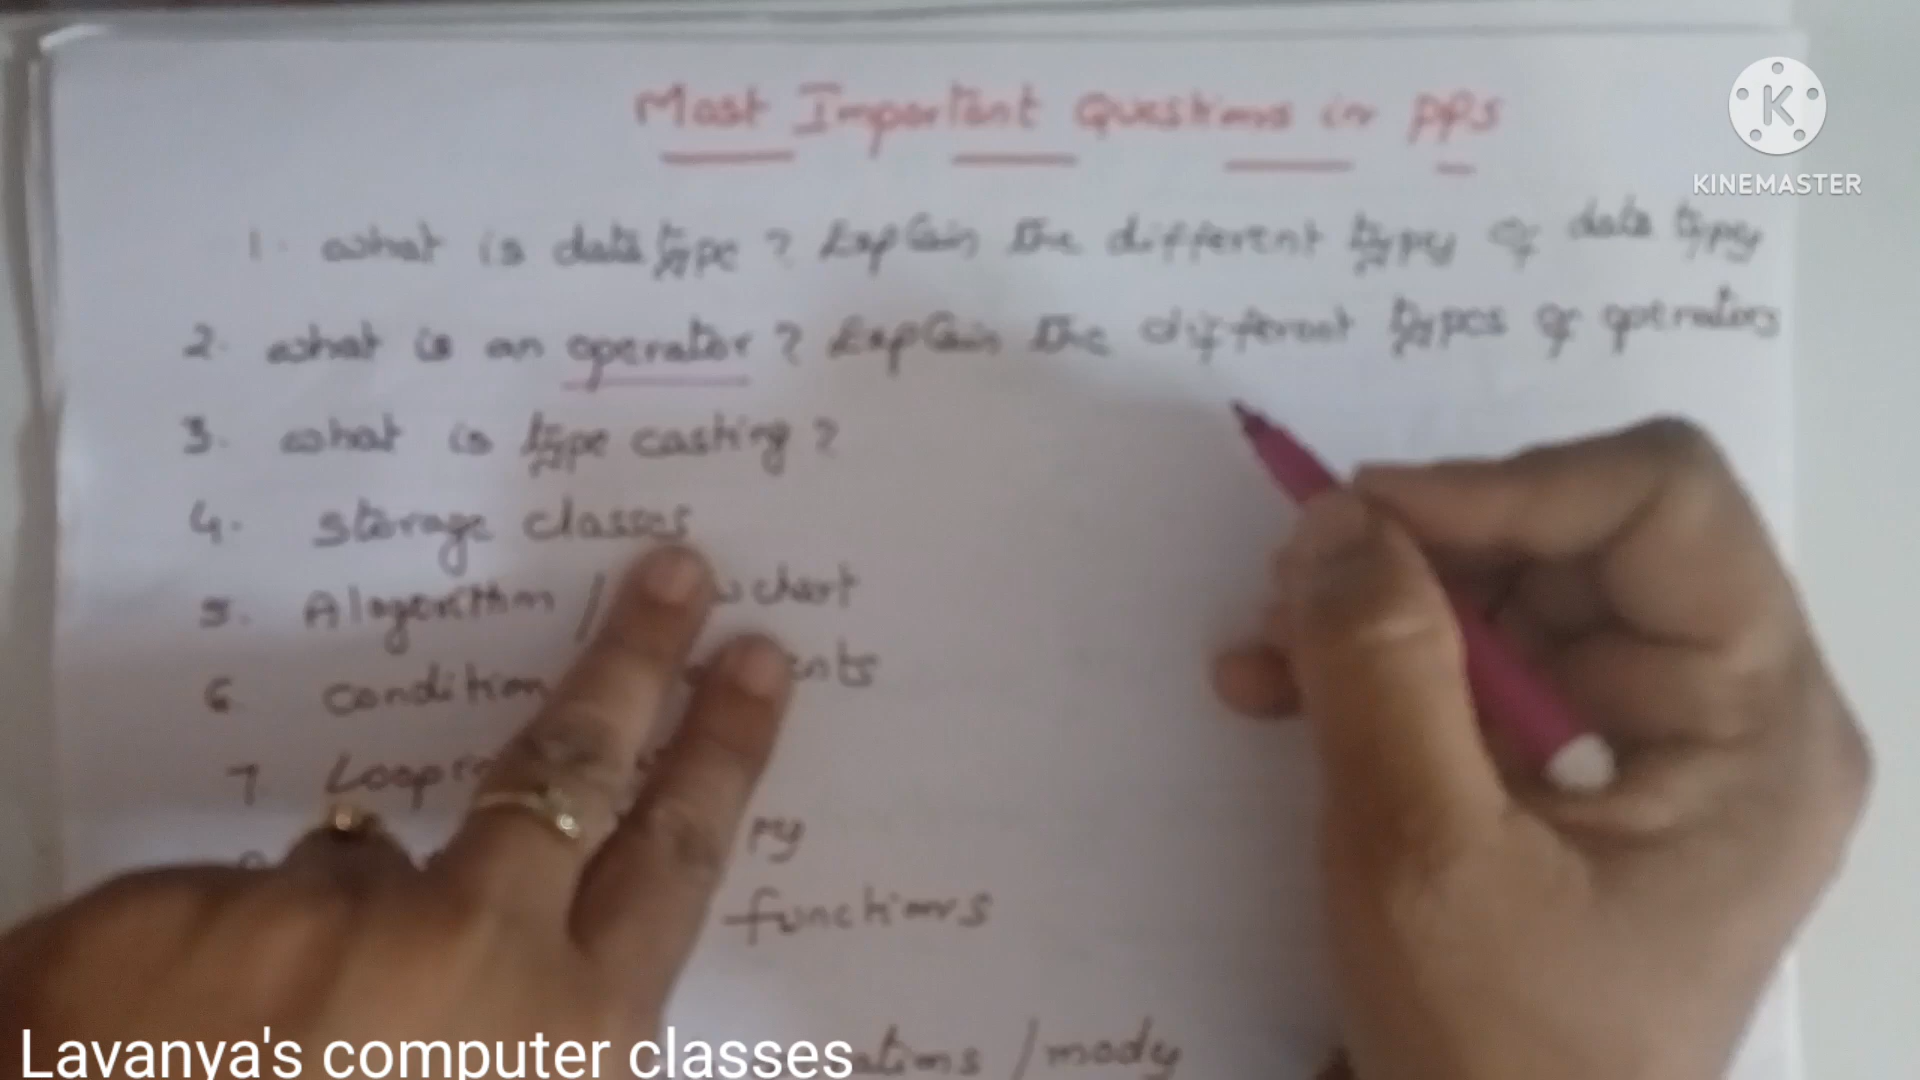 Most Important Questions in PPS
KINEMASTER
1. what is data type? Explain the different types of data types
2. what is an operator? Explain the different types of operators
3. what is type casting?
4. storage classes
5. Alogorithm / chart
6 condition
7 Loop
functions
/ mody
Lavanya's computer classes